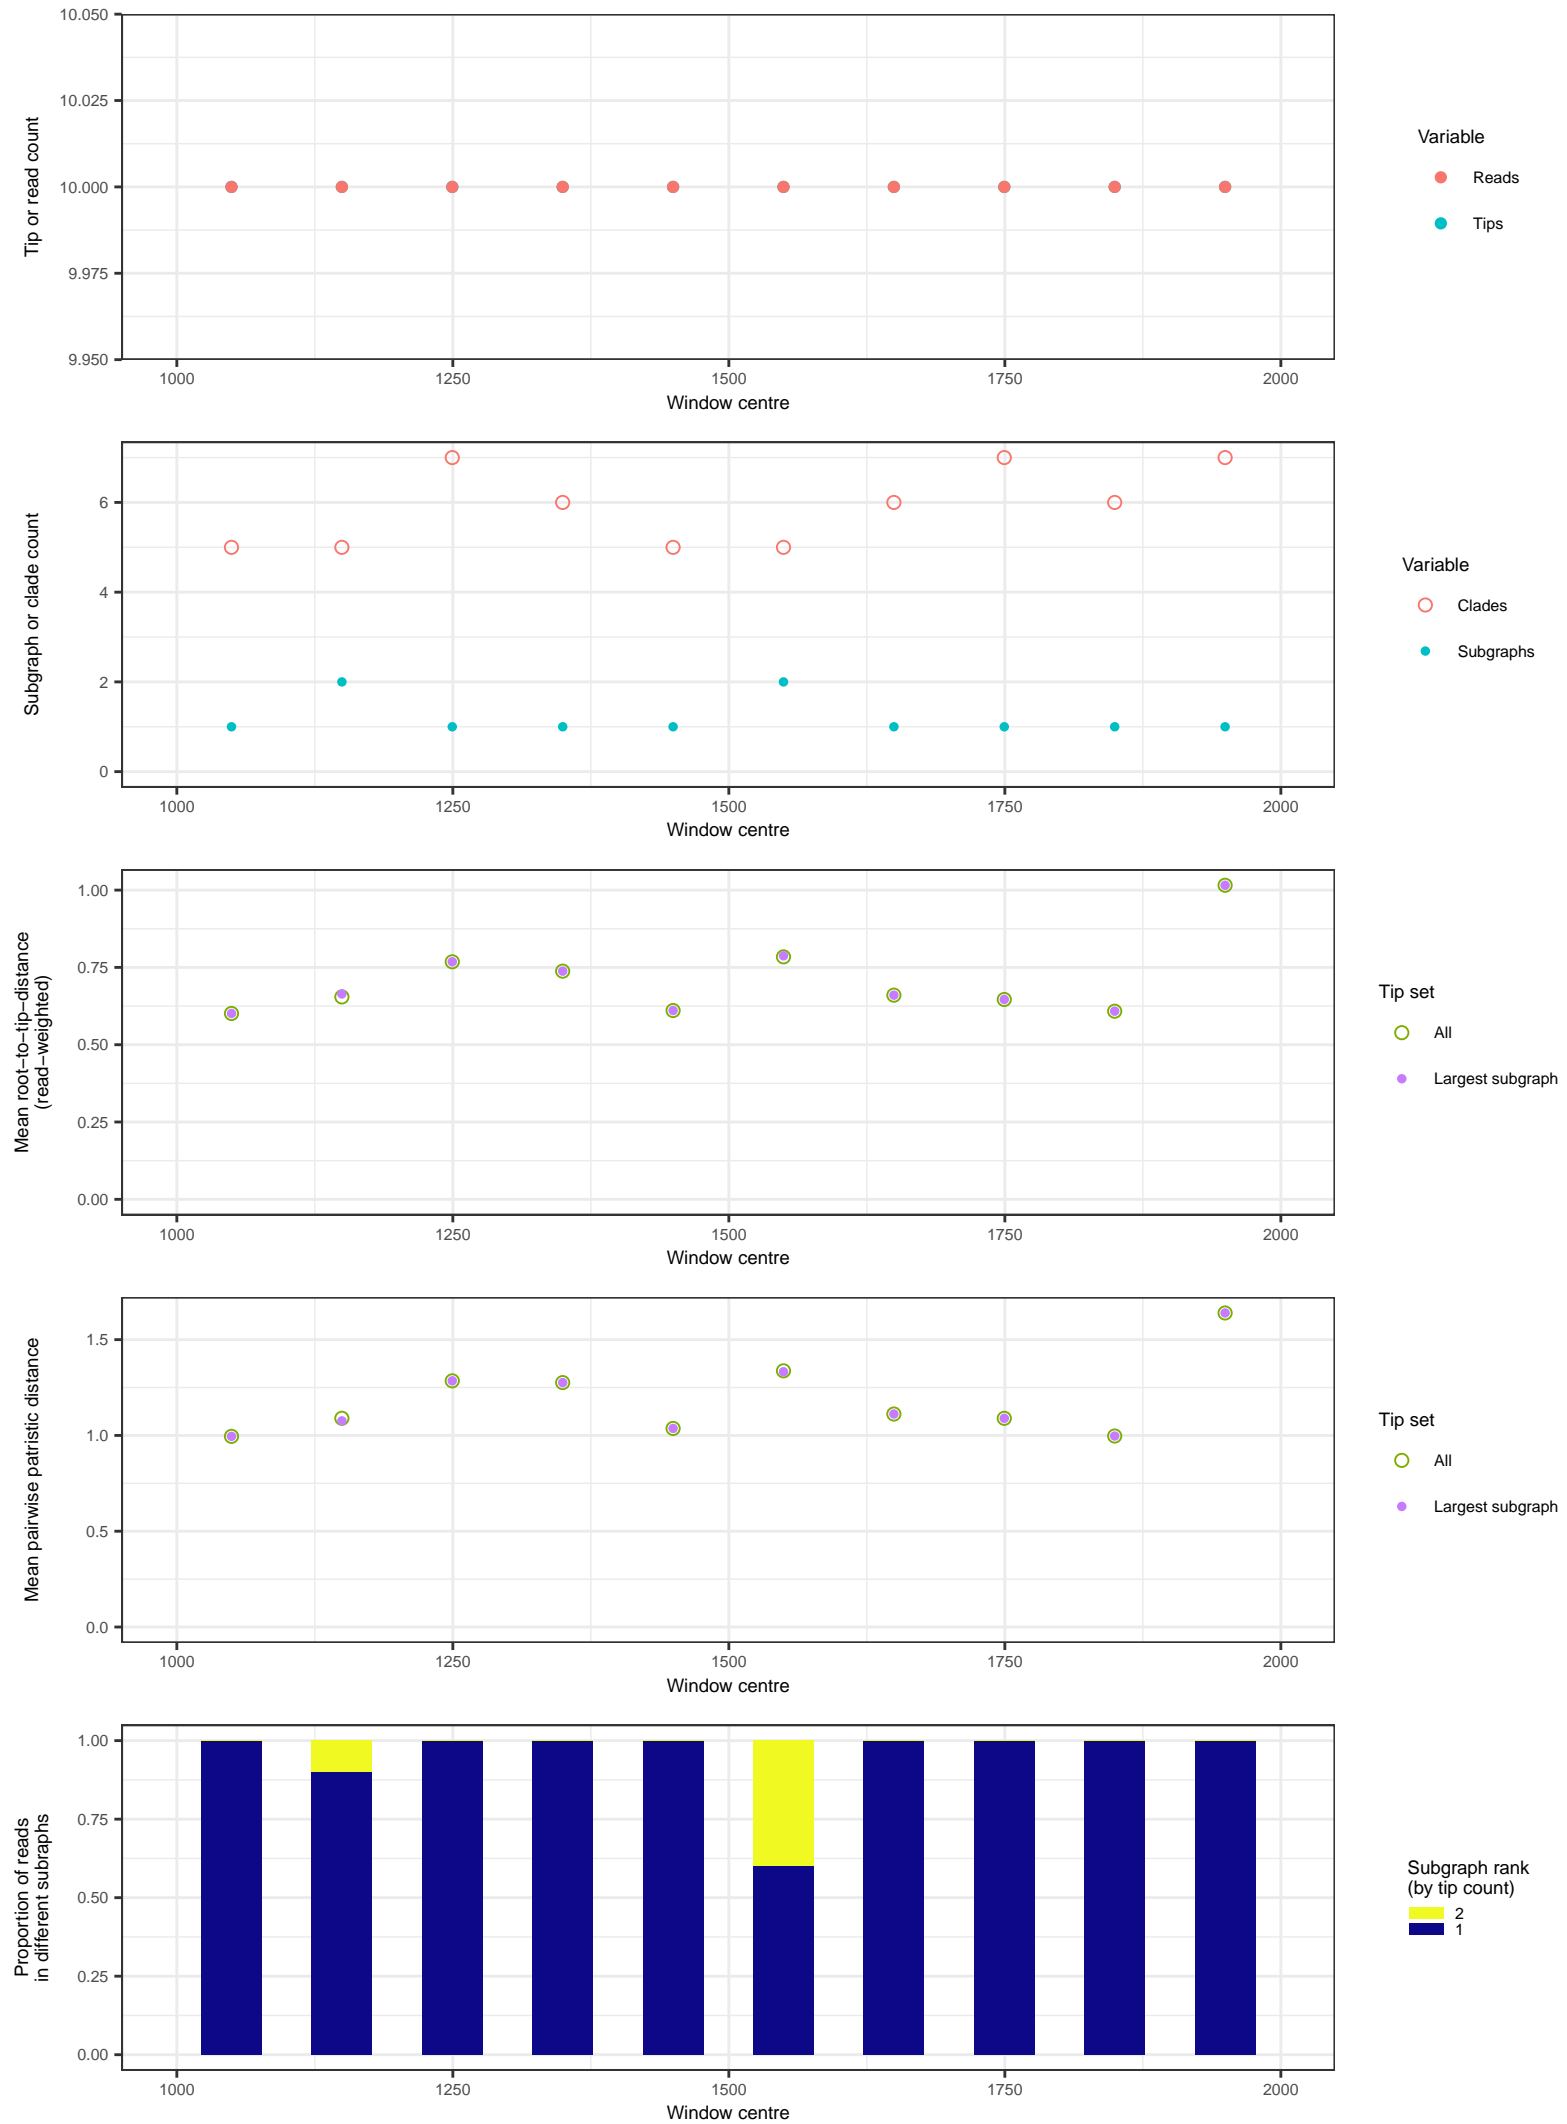 10.050
10.025
10.000
9.975
9.950
Tip or read count
1000 1250 1500 1750 2000
Window centre
Variable
Reads
Tips
6
4
2
0
Subgraph or clade count
1000 1250 1500 1750 2000
Window centre
Variable
Clades
Subgraphs
1.00
0.75
0.50
0.25
0.00
Mean root−to−tip−distance
(read−weighted)
1000 1250 1500 1750 2000
Window centre
Tip set
All
Largest subgraph
1.5
1.0
0.5
0.0
Mean pairwise patristic distance
1000 1250 1500 1750 2000
Window centre
Tip set
All
Largest subgraph
1.00
0.75
0.50
0.25
0.00
Proportion of reads
in different subraphs
1000 1250 1500 1750 2000
Window centre
Subgraph rank
(by tip count)
2
1